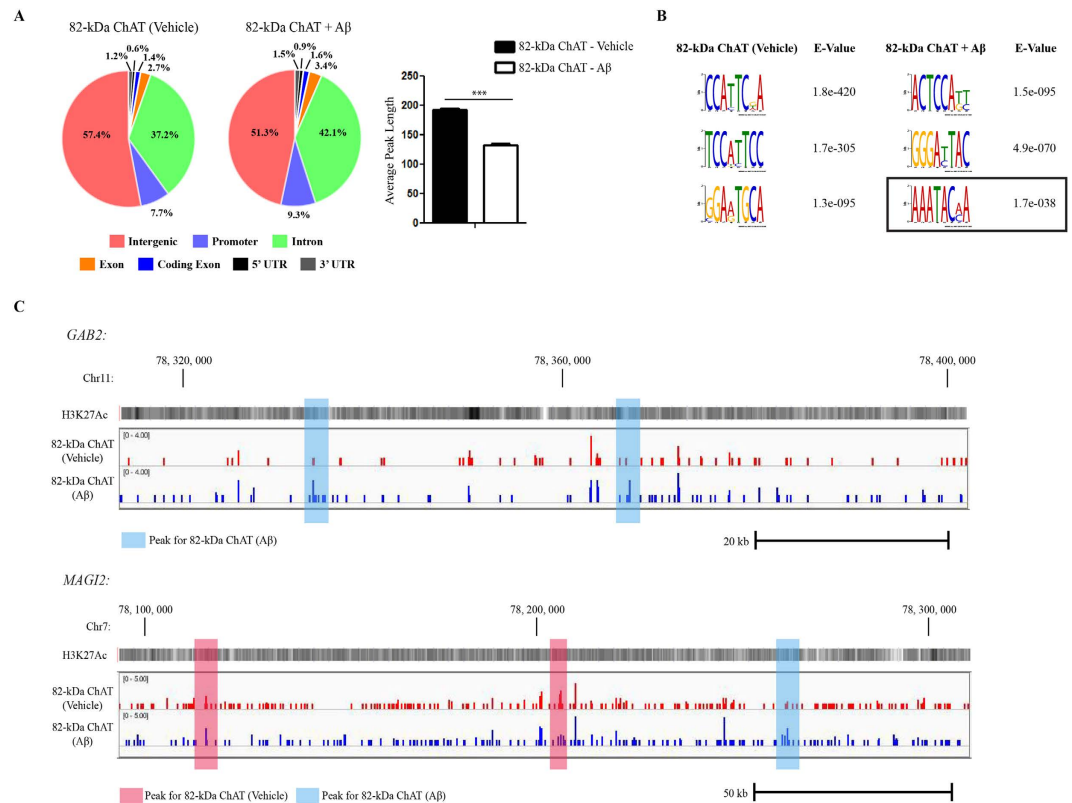 A
82-kDa ChAT (Vehicle)
82-kDa ChAT + Aβ
1.2%
0.6%
1.4%
2.7%
57.4%
37.2%
7.7%
1.5%
0.9%
1.6%
3.4%
51.3%
42.1%
9.3%
Intergenic
Promoter
Intron
Exon
Coding Exon
5' UTR
3' UTR
82-kDa ChAT - Vehicle
82-kDa ChAT - Aβ
Average Peak Length
250
200
150
100
50
0
***
B
82-kDa ChAT (Vehicle) E-Value 82-kDa ChAT + Aβ E-Value
1.8e-420
1.5e-095
1.7e-305
4.9e-070
1.3e-095
1.7e-038
C
GAB2:
78, 320, 000 78, 360, 000 78, 400, 000
Chr11:
H3K27Ac
[0 - 4.00]
82-kDa ChAT
(Vehicle)
[0 - 4.00]
82-kDa ChAT
(Aβ)
Peak for 82-kDa ChAT (Aβ)
20 kb
MAGI2:
78, 100, 000 78, 200, 000 78, 300, 000
Chr7:
H3K27Ac
[0 - 5.00]
82-kDa ChAT
(Vehicle)
[0 - 5.00]
82-kDa ChAT
(Aβ)
Peak for 82-kDa ChAT (Vehicle)
Peak for 82-kDa ChAT (Aβ)
50 kb